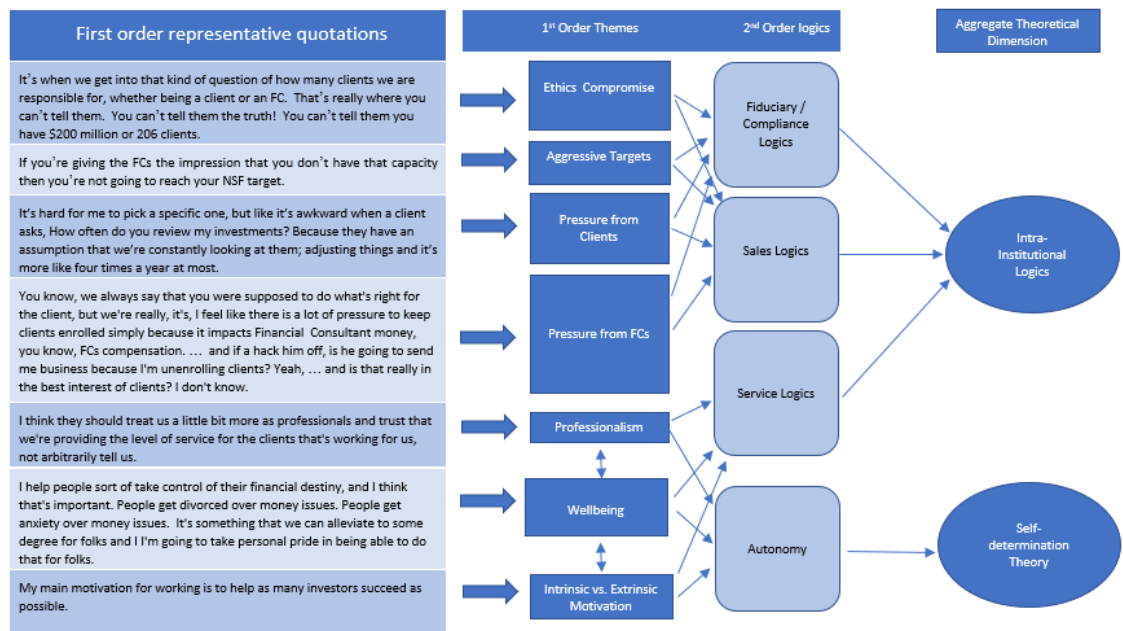 First order representative quotations
1st Order Themes
2nd Order logics
Aggregate Theoretical
Dimension
It's when we get into that kind of question of how many clients we are
responsible for, whether being a client or an FC.  That's really where you
can't tell them.  You can't tell them the truth!  You can't tell them you
have $200 million or 206 clients.
If you're giving the FCs the impression that you don't have that capacity
then you're not going to reach your NSF target.
It's hard for me to pick a specific one, but like it's awkward when a client
asks, How often do you review my investments? Because they have an
assumption that we're constantly looking at them; adjusting things and it's
more like four times a year at most.
You know, we always say that you were supposed to do what's right for
the client, but we're really, it's, I feel like there is a lot of pressure to keep
clients enrolled simply because it impacts Financial  Consultant money,
you know, FCs compensation. ...  and if a hack him off, is he going to send
me business because I'm unenrolling clients? Yeah, ... and is that really in
the best interest of clients? I don't know.
I think they should treat us a little bit more as professionals and trust that
we're providing the level of service for the clients that's working for us,
not arbitrarily tell us.
I help people sort of take control of their financial destiny, and I think
that's important. People get divorced over money issues. People get
anxiety over money issues.  It's something that we can alleviate to some
degree for folks and I I'm going to take personal pride in being able to do
that for folks.
My main motivation for working is to help as many investors succeed as
possible.
Ethics  Compromise
Aggressive Targets
Pressure from
Clients
Pressure from FCs
Professionalism
Wellbeing
Intrinsic vs. Extrinsic
Motivation
Fiduciary /
Compliance
Logics
Sales Logics
Service Logics
Autonomy
Intra-
Institutional
Logics
Self-
determination
Theory